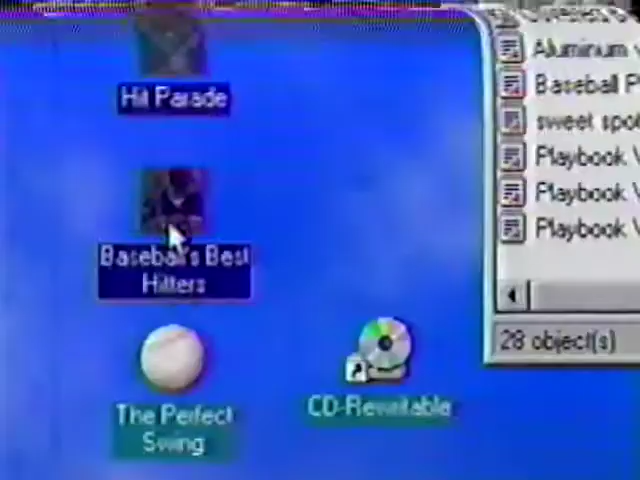 Hit Parade
Baseball's Best
Hitters
The Perfect
Swing
CD-Rewritable
Aluminum
Baseball
sweet spot
Playbook
Playbook
Playbook
28 object(s)